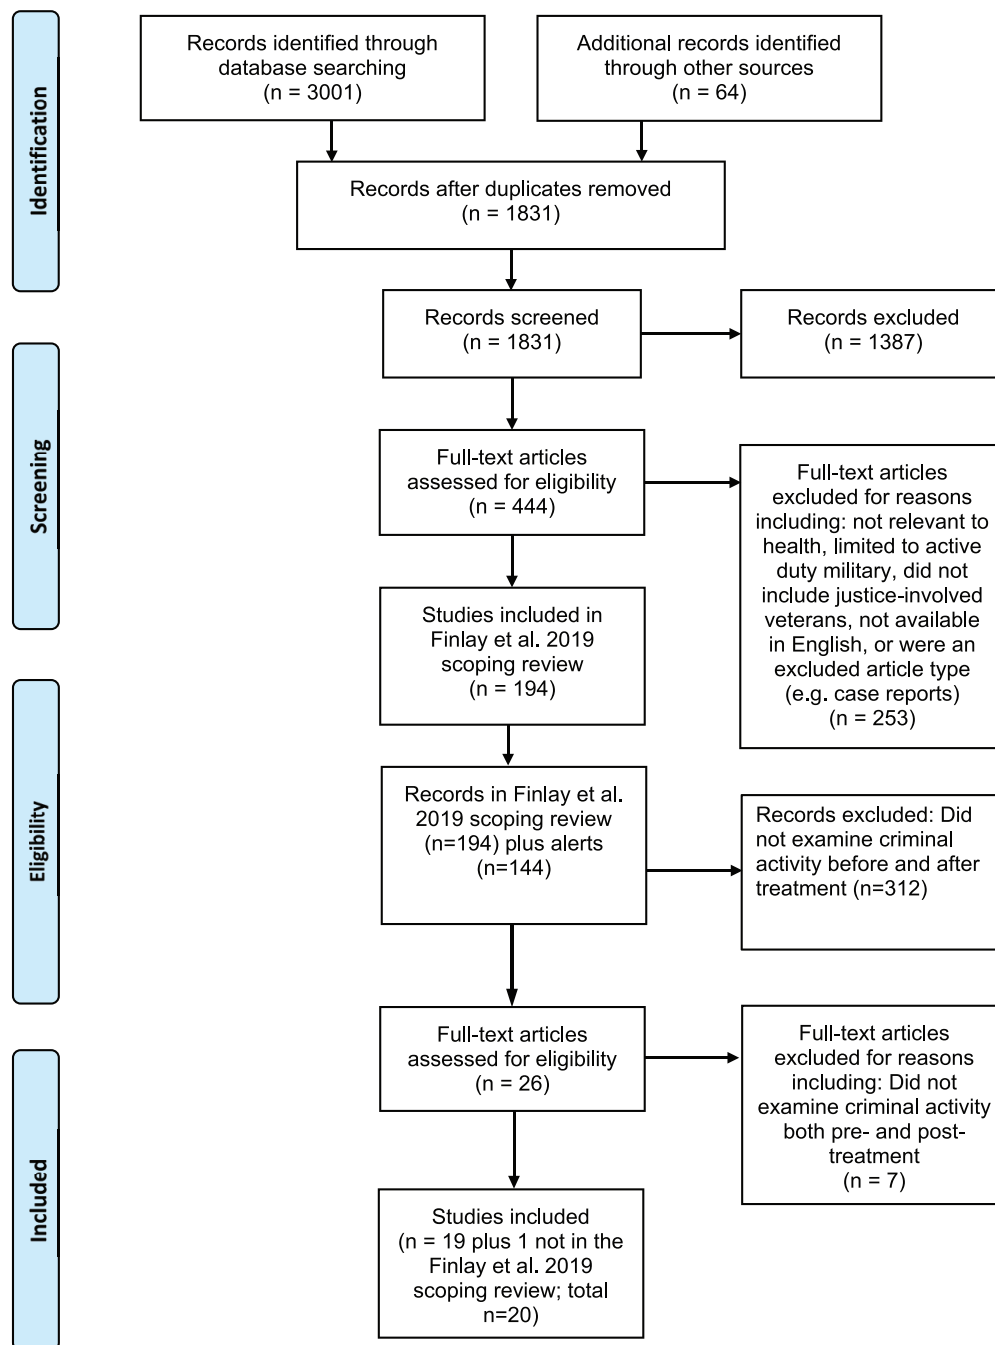 Identification
Records identified through
database searching
(n = 3001)
Additional records identified
through other sources
(n = 64)
Records after duplicates removed
(n = 1831)
Screening
Records screened
(n = 1831)
Records excluded
(n = 1387)
Full-text articles
assessed for eligibility
(n = 444)
Full-text articles
excluded for reasons
including: not relevant to
health, limited to active
duty military, did not
include justice-involved
veterans, not available
in English, or were an
excluded article type
(e.g. case reports)
(n = 253)
Studies included in
Finlay et al. 2019
scoping review
(n = 194)
Eligibility
Records in Finlay et al.
2019 scoping review
(n=194) plus alerts
(n=144)
Records excluded: Did
not examine criminal
activity before and after
treatment (n=312)
Included
Full-text articles
assessed for eligibility
(n = 26)
Full-text articles
excluded for reasons
including: Did not
examine criminal activity
both pre- and post-
treatment
(n = 7)
Studies included
(n = 19 plus 1 not in the
Finlay et al. 2019
scoping review; total
n=20)